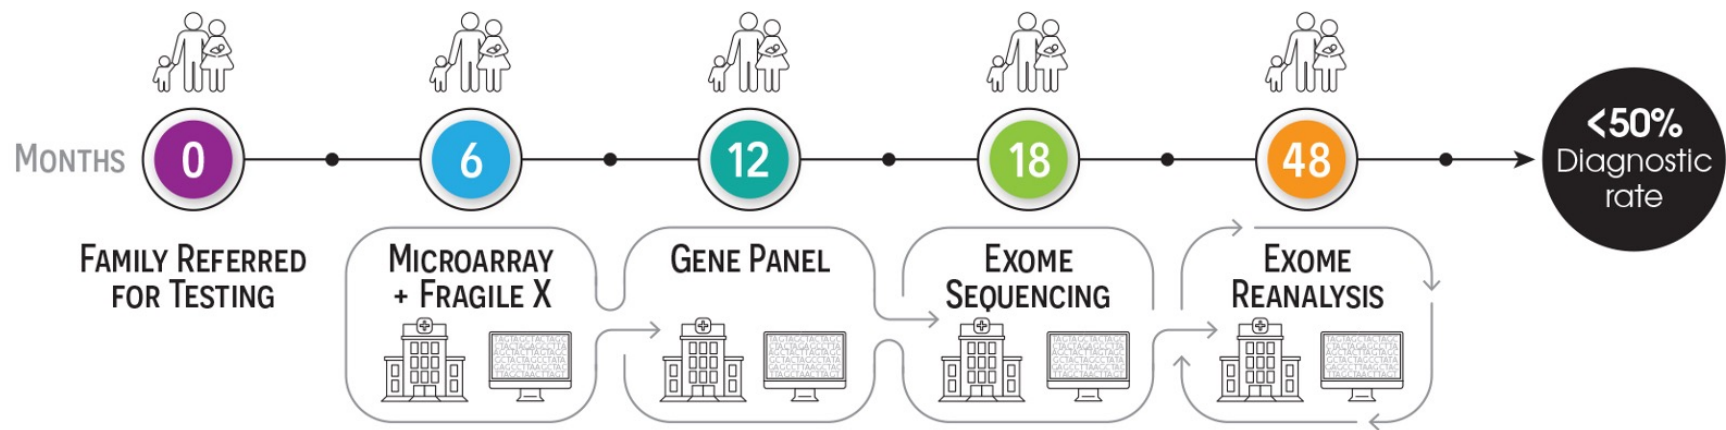 MONTHS
0
6
12
18
48
<50%
Diagnostic
rate
FAMILY REFERRED
FOR TESTING
MICROARRAY
+ FRAGILE X
GENE PANEL
EXOME
SEQUENCING
EXOME
REANALYSIS